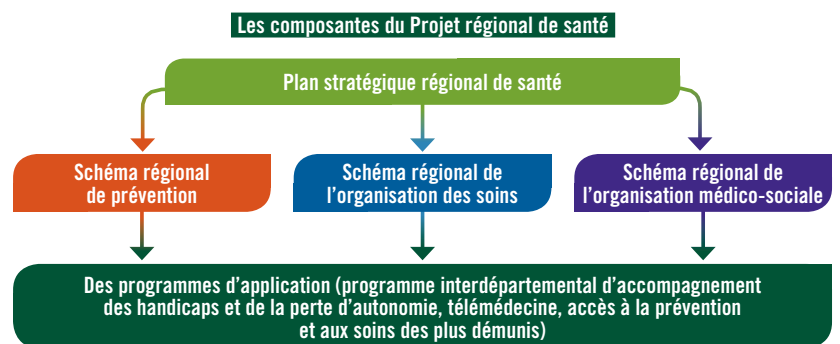 Les composantes du Projet régional de santé
Plan stratégique régional de santé
Schéma régional
de prévention
Schéma régional de
l'organisation des soins
Schéma régional de
l'organisation médico-sociale
Des programmes d'application (programme interdépartemental d'accompagnement
des handicaps et de la perte d'autonomie, télémédecine, accès à la prévention
et aux soins des plus démunis)